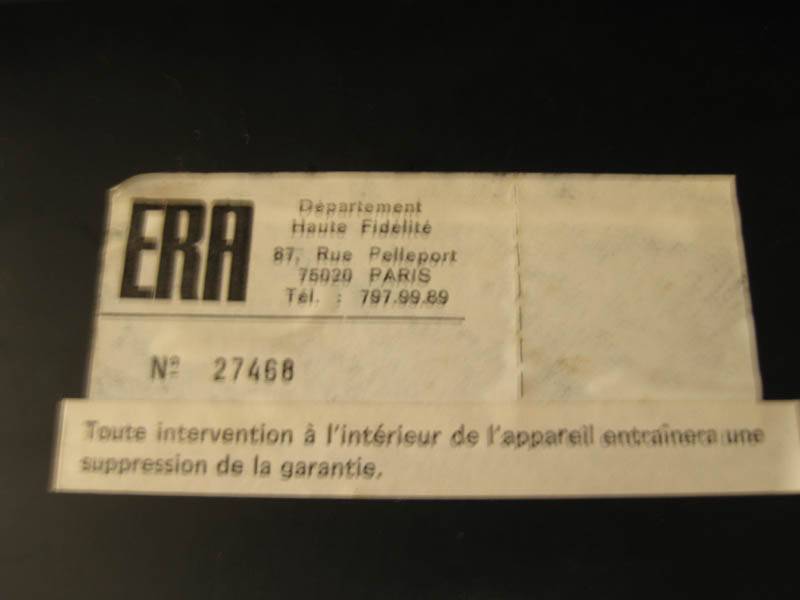 ERA
Département
Haute Fidélité
87, Rue Pelleport
75020 PARIS
Tél. : 797.99.89
Nº 27468
Toute intervention à l'intérieur de l'appareil entraînera une
suppression de la garantie.